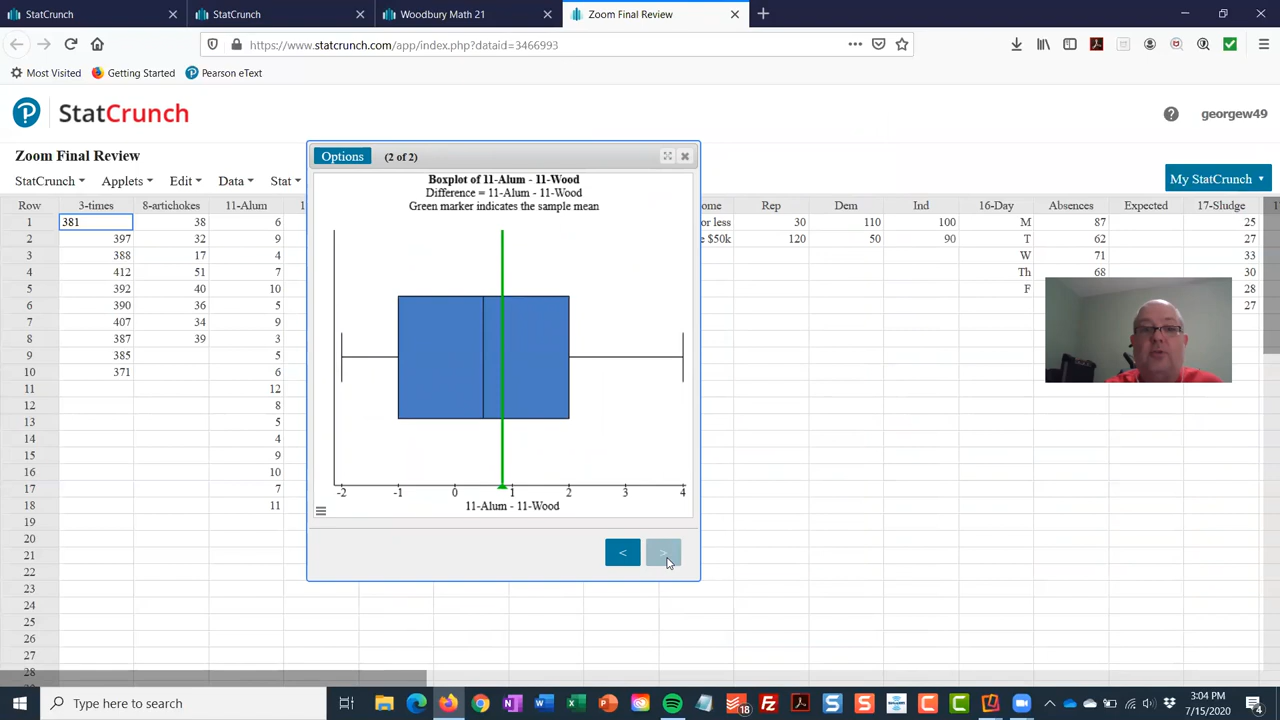 StatCrunch
StatCrunch
Woodbury Math 21
Zoom Final Review
https://www.statcrunch.com/app/index.php?dataid=3466993
Most Visited
Getting Started
Pearson eText
StatCrunch
georgew49
Zoom Final Review
StatCrunch Applets Edit Data Stat
My StatCrunch
Options (2 of 2)
Boxplot of 11-Alum - 11-Wood
Difference = 11-Alum - 11-Wood
Green marker indicates the sample mean
-2 -1 0 1 2 3 4
11-Alum - 11-Wood
< >
Row 3-times 8-artichokes 11-Alum 1 ome Rep Dem Ind 16-Day Absences Expected 17-Sludge 1
1 381 38 6 or less 30 110 100 M 87 25
2 397 32 9 e $50k 120 50 90 T 62 27
3 388 17 4 W 71 33
4 412 51 7 Th 68 30
5 392 40 10 F 28
6 390 36 5 27
7 407 34 9
8 387 39 3
9 385 5
10 371 6
11 12
12 8
13 5
14 4
15 9
16 10
17 7
18 11
19
20
21
22
23
24
25
26
27
28
Type here to search
18
3:04 PM
7/15/2020
4